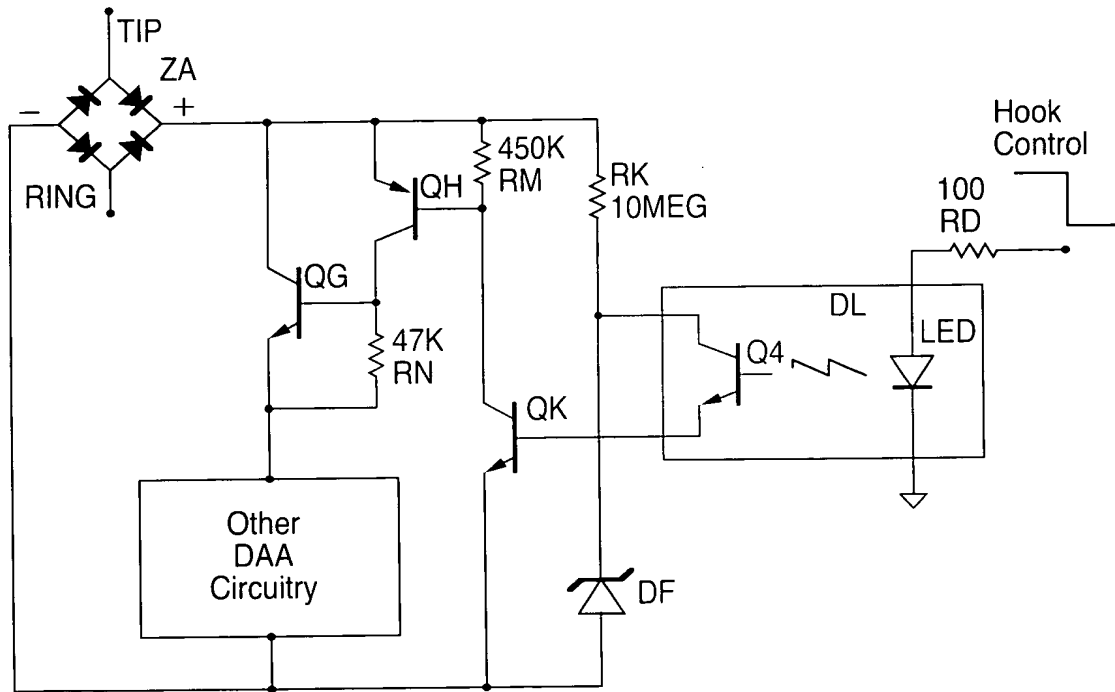 TIP
ZA
−
+
RING
QH
450K
RM
RK
10MEG
Hook
Control
100
RD
QG
47K
RN
DL
LED
Q4
QK
Other
DAA
Circuitry
DF